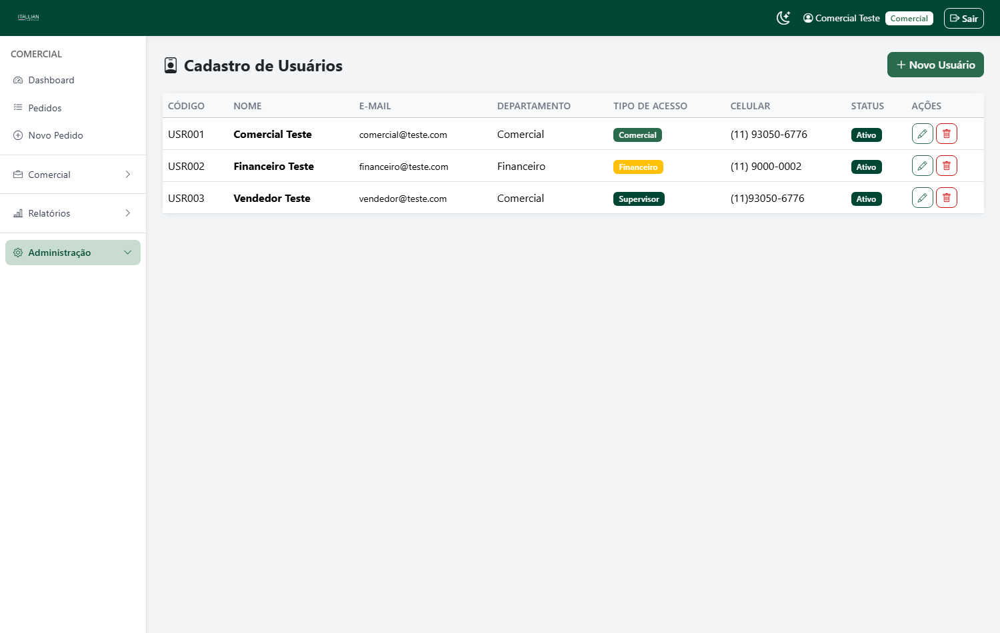 ITALLIAN
Comercial Teste Comercial Sair
COMERCIAL
Dashboard
Pedidos
Novo Pedido
Comercial
Relatórios
Administração
Cadastro de Usuários
Novo Usuário
CÓDIGO NOME E-MAIL DEPARTAMENTO TIPO DE ACESSO CELULAR STATUS AÇÕES
USR001 Comercial Teste comercial@teste.com Comercial Comercial (11) 93050-6776 Ativo
USR002 Financeiro Teste financeiro@teste.com Financeiro Financeiro (11) 9000-0002 Ativo
USR003 Vendedor Teste vendedor@teste.com Comercial Supervisor (11)93050-6776 Ativo